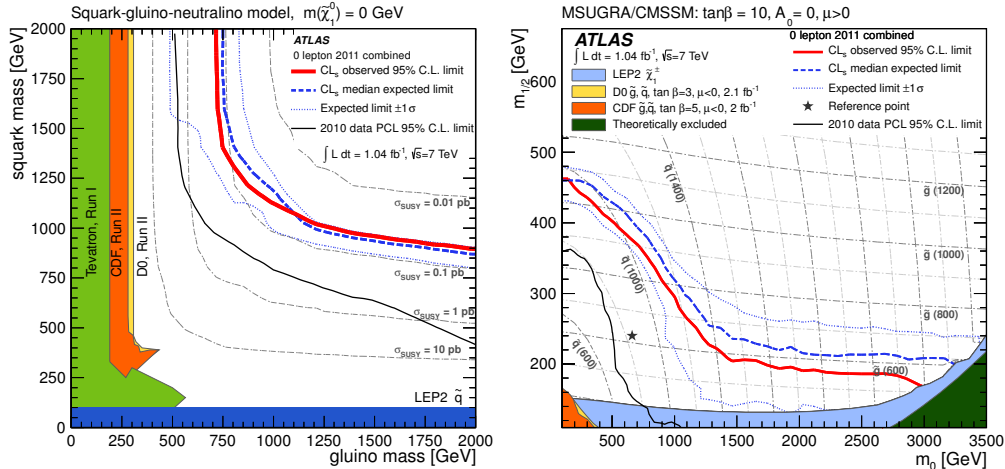 Squark-gluino-neutralino model, m(χ̃⁰₁) = 0 GeV
squark mass [GeV]
2000
1750
1500
1250
1000
750
500
250
0
ATLAS
0 lepton 2011 combined
CLₛ observed 95% C.L. limit
CLₛ median expected limit
Expected limit ±1 σ
2010 data PCL 95% C.L. limit
∫ L dt = 1.04 fb⁻¹, √s=7 TeV
Tevatron, Run I
CDF, Run II
D0, Run II
σ_SUSY = 0.01 pb
σ_SUSY = 0.1 pb
σ_SUSY = 1 pb
σ_SUSY = 10 pb
LEP2 q̃
0 250 500 750 1000 1250 1500 1750 2000
gluino mass [GeV]
MSUGRA/CMSSM: tanβ = 10, A₀= 0, μ>0
m₁/₂ [GeV]
600
500
400
300
200
ATLAS
∫ L dt = 1.04 fb⁻¹, √s=7 TeV
LEP2 χ̃₁±
D0 g̃, q̃, tan β=3, μ<0, 2.1 fb⁻¹
CDF g̃,q̃, tan β=5, μ<0, 2 fb⁻¹
Theoretically excluded
0 lepton 2011 combined
CLₛ observed 95% C.L. limit
CLₛ median expected limit
Expected limit ±1 σ
Reference point
2010 data PCL 95% C.L. limit
q̃ (1400)
q̃ (1000)
q̃ (600)
g̃ (1200)
g̃ (1000)
g̃ (800)
g̃ (600)
500 1000 1500 2000 2500 3000 3500
m₀ [GeV]